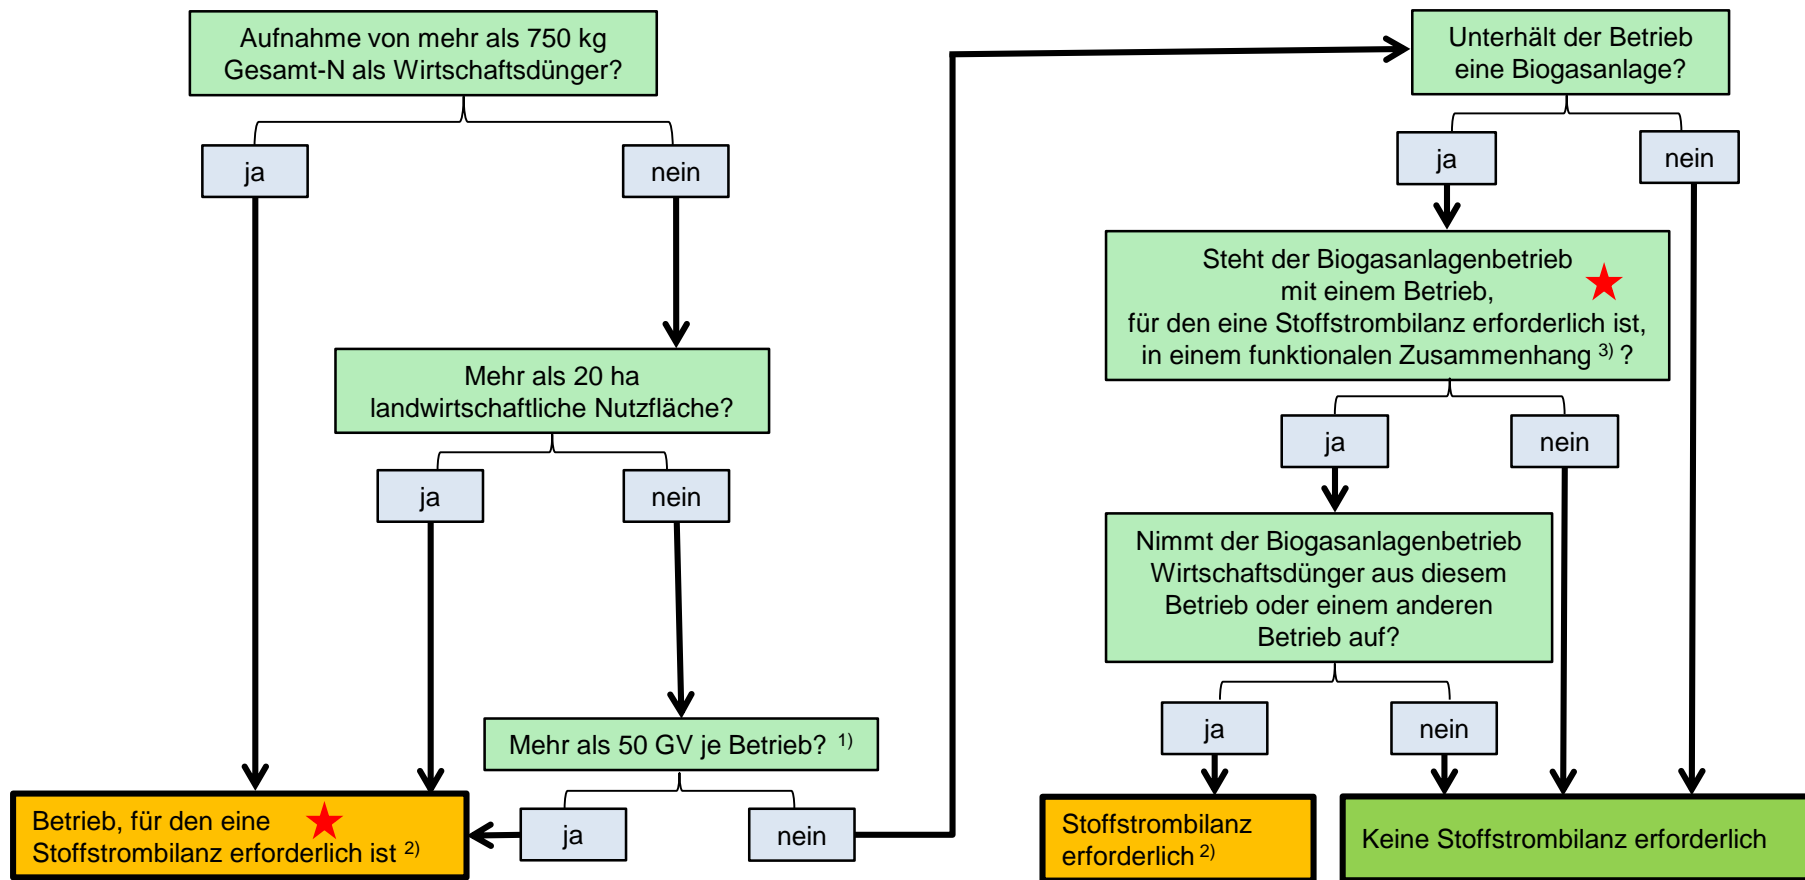 Aufnahme von mehr als 750 kg
Gesamt-N als Wirtschaftsdünger?
ja
nein
Mehr als 20 ha
landwirtschaftliche Nutzfläche?
ja
nein
Mehr als 50 GV je Betrieb? 1)
ja
nein
Betrieb, für den eine
Stoffstrombilanz erforderlich ist 2)
Unterhält der Betrieb
eine Biogasanlage?
ja
nein
Steht der Biogasanlagenbetrieb
mit einem Betrieb,
für den eine Stoffstrombilanz erforderlich ist,
in einem funktionalen Zusammenhang 3) ?
ja
nein
Nimmt der Biogasanlagenbetrieb
Wirtschaftsdünger aus diesem
Betrieb oder einem anderen
Betrieb auf?
ja
nein
Stoffstrombilanz
erforderlich 2)
Keine Stoffstrombilanz erforderlich